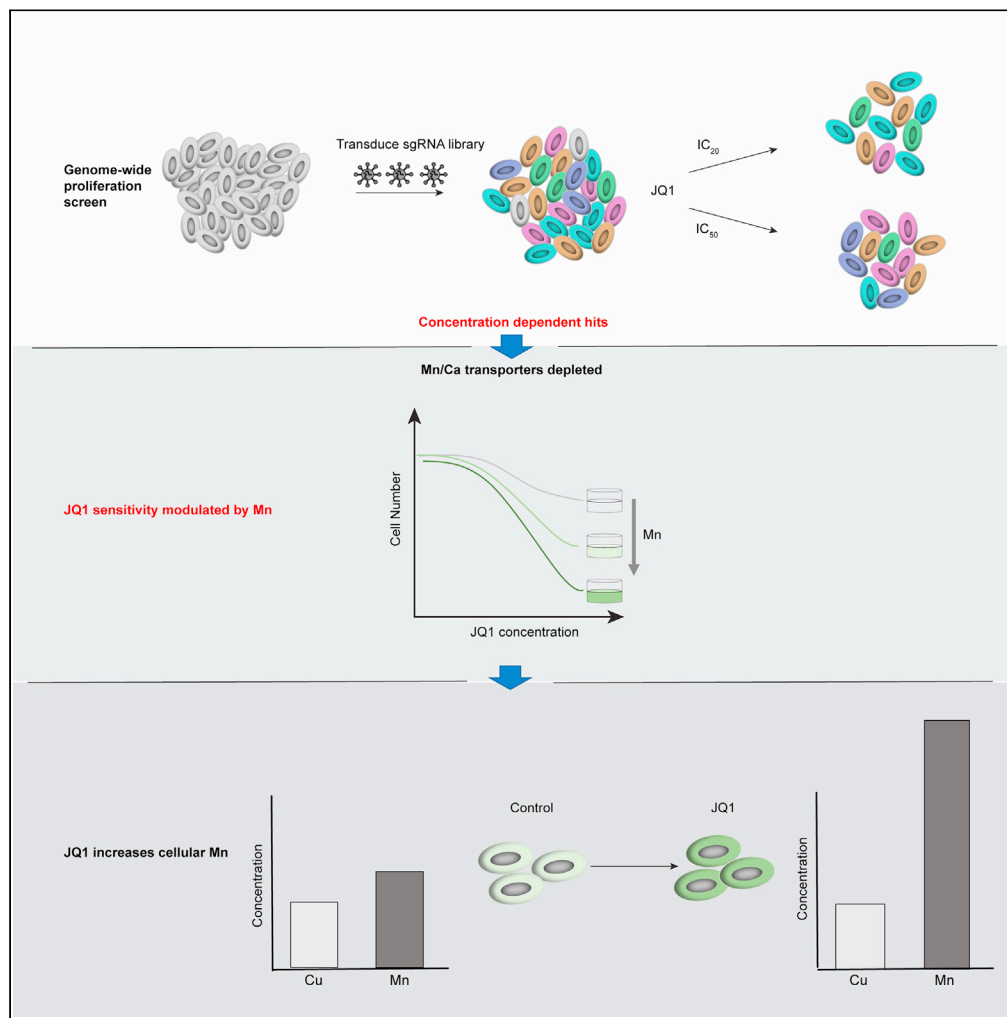 Genome-wide
proliferation
screen
Transduce sgRNA library
JQ1
IC20
IC50
Concentration dependent hits
Mn/Ca transporters depleted
JQ1 sensitivity modulated by Mn
Cell Number
Mn
JQ1 concentration
JQ1 increases cellular Mn
Concentration
Cu
Mn
Control
JQ1
Concentration
Cu
Mn